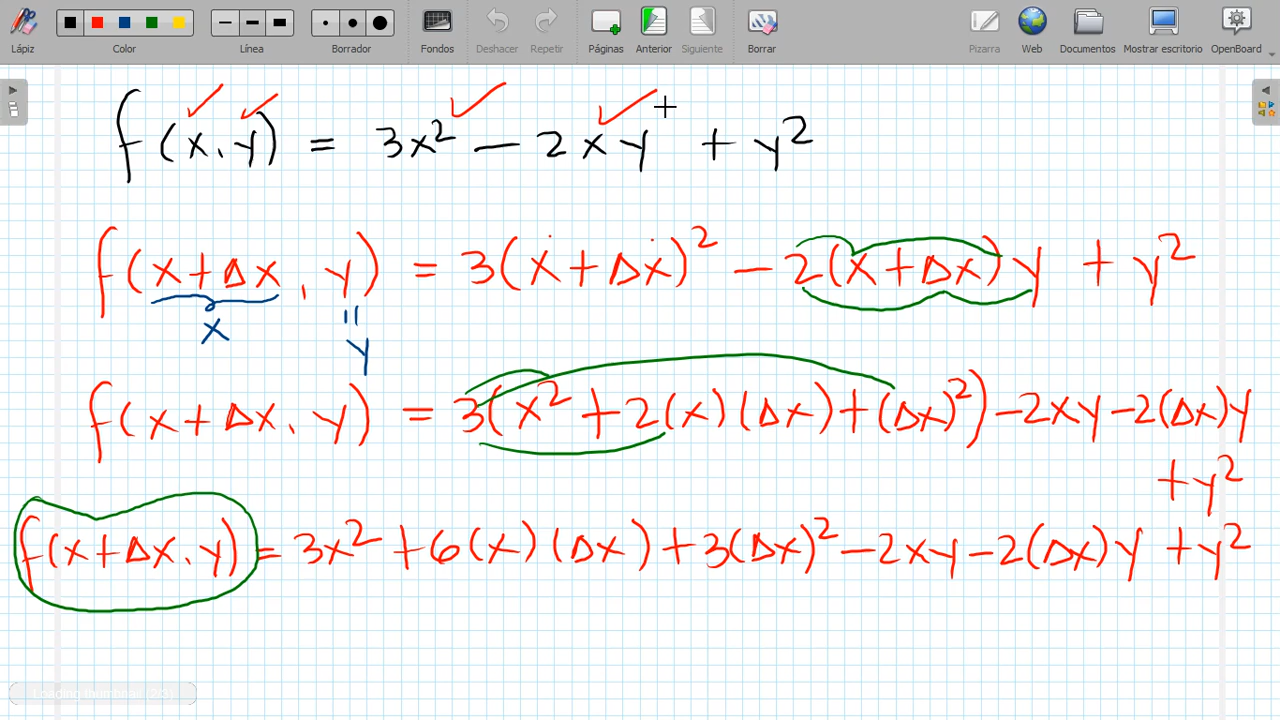 Lápiz Color Línea Borrador Fondos Deshacer Repetir Páginas Anterior Siguiente Borrar Pizarra Web Documentos Mostrar escritorio OpenBoard
f(x, y) = 3x² − 2xy + y²
f(x+Δx, y) = 3(x+Δx)² − 2(x+Δx)y + y²
x y
f(x+Δx, y) = 3(x² + 2(x)(Δx) + (Δx)²) − 2xy − 2(Δx)y
+ y²
f(x+Δx, y) = 3x² + 6(x)(Δx) + 3(Δx)² − 2xy − 2(Δx)y + y²